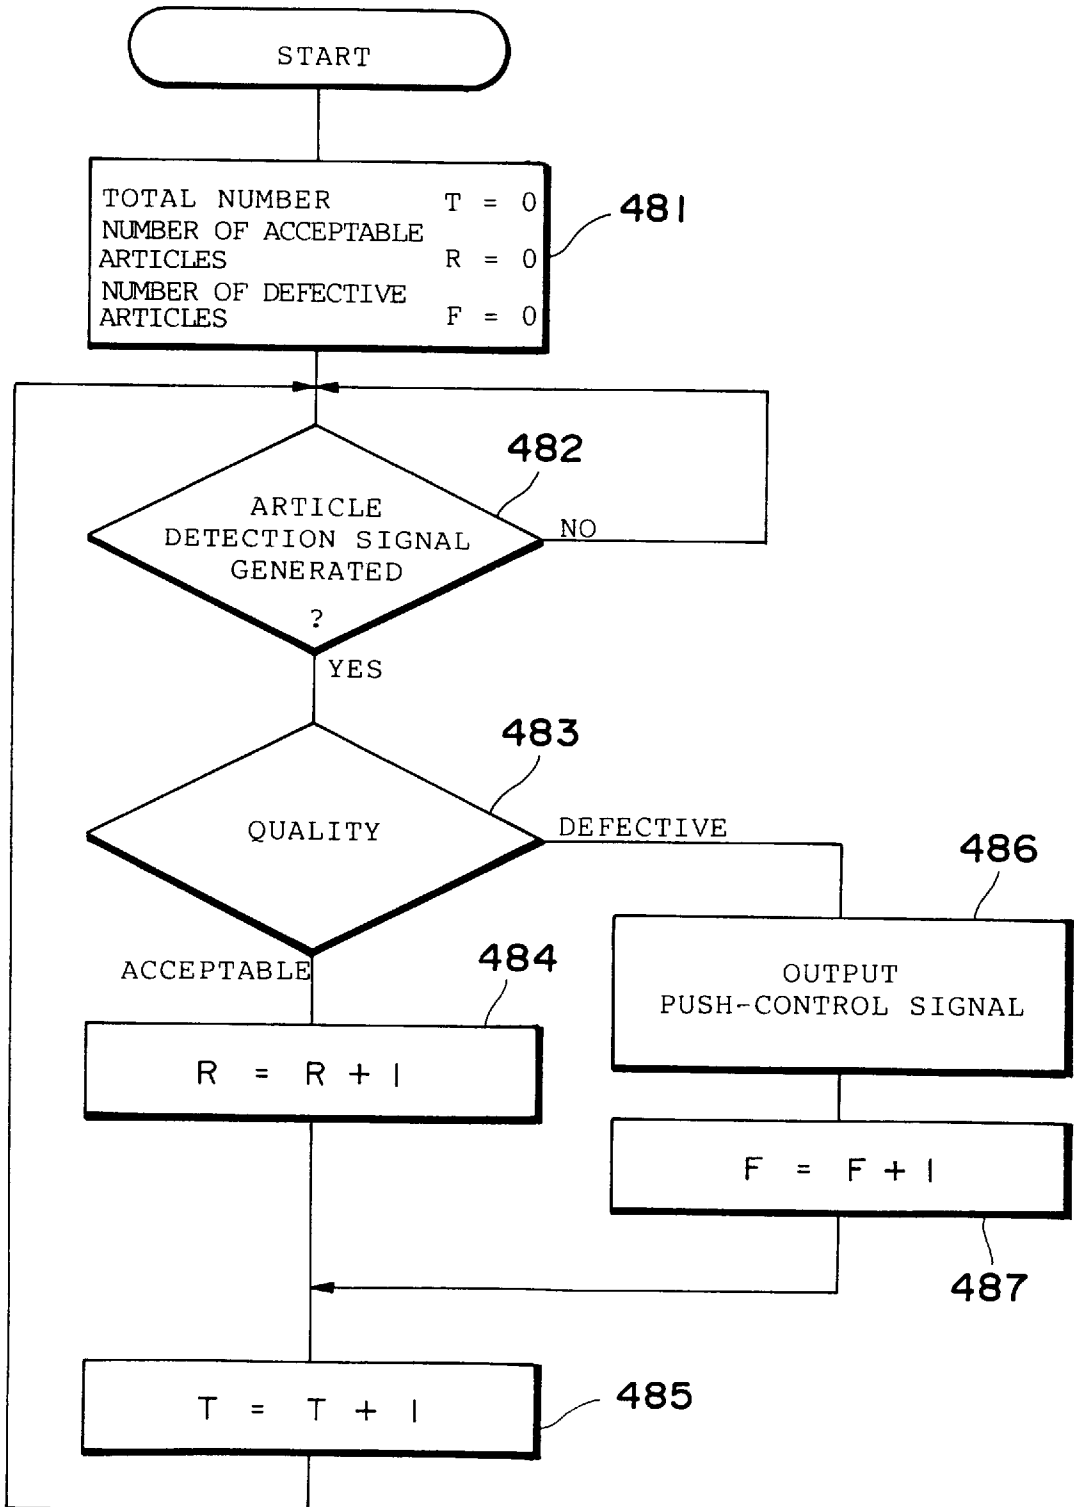 START
TOTAL NUMBER T = 0
NUMBER OF ACCEPTABLE
ARTICLES R = 0
NUMBER OF DEFECTIVE
ARTICLES F = 0
481
482
ARTICLE
DETECTION SIGNAL
GENERATED
?
NO
YES
483
QUALITY
DEFECTIVE
ACCEPTABLE
486
OUTPUT
PUSH-CONTROL SIGNAL
484
R = R + 1
F = F + 1
487
T = T + 1
485